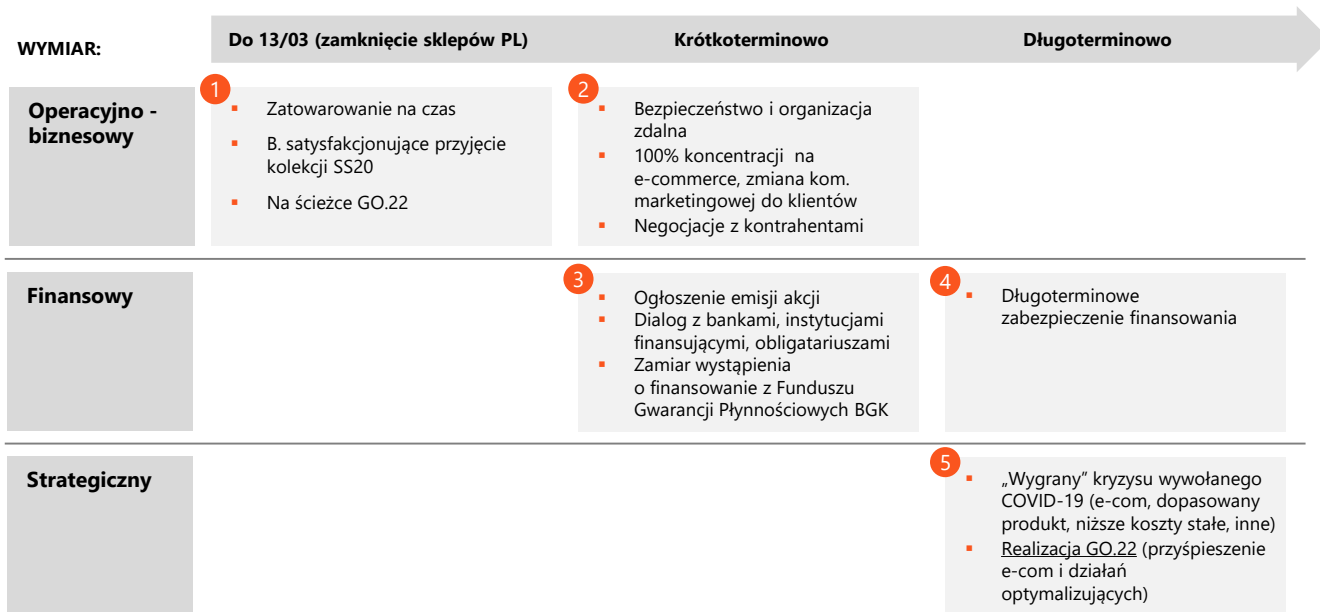 WYMIAR:
Do 13/03 (zamknięcie sklepów PL)
Krótkoterminowo
Długoterminowo
Operacyjno -
biznesowy
1
▪ Zatowarowanie na czas
▪ B. satysfakcjonujące przyjęcie
kolekcji SS20
▪ Na ścieżce GO.22
2
▪ Bezpieczeństwo i organizacja
zdalna
▪ 100% koncentracji na
e-commerce, zmiana kom.
marketingowej do klientów
▪ Negocjacje z kontrahentami
Finansowy
3
▪ Ogłoszenie emisji akcji
▪ Dialog z bankami, instytucjami
finansującymi, obligatariuszami
▪ Zamiar wystąpienia
o finansowanie z Funduszu
Gwarancji Płynnościowych BGK
4
▪ Długoterminowe
zabezpieczenie finansowania
Strategiczny
5
▪ „Wygrany” kryzysu wywołanego
COVID-19 (e-com, dopasowany
produkt, niższe koszty stałe, inne)
▪ Realizacja GO.22 (przyśpieszenie
e-com i działań
optymalizujących)